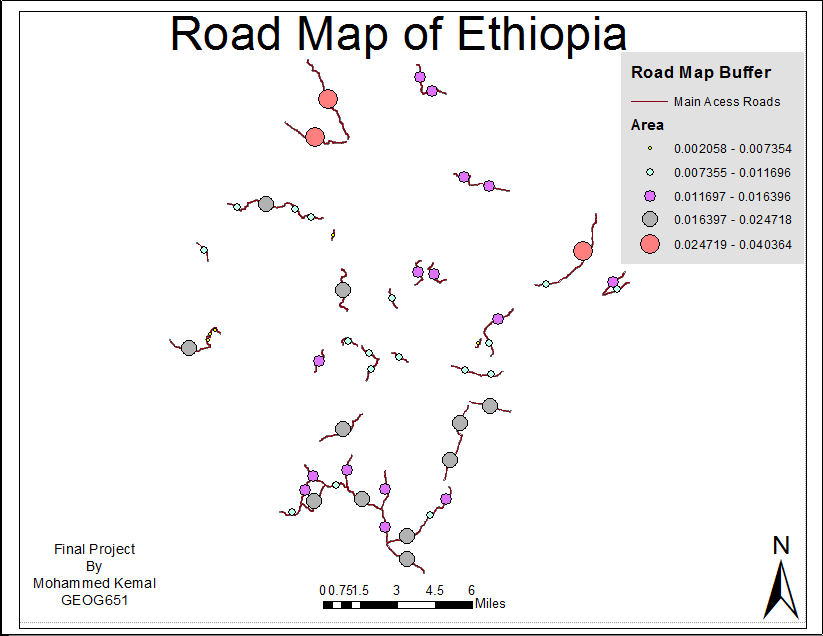 Road Map of Ethiopia
Road Map Buffer
Main Acess Roads
Area
0.002058 - 0.007354
0.007355 - 0.011696
0.011697 - 0.016396
0.016397 - 0.024718
0.024719 - 0.040364
Final Project
By
Mohammed Kemal
GEOG651
0 0.75 1.5 3 4.5 6
Miles
N